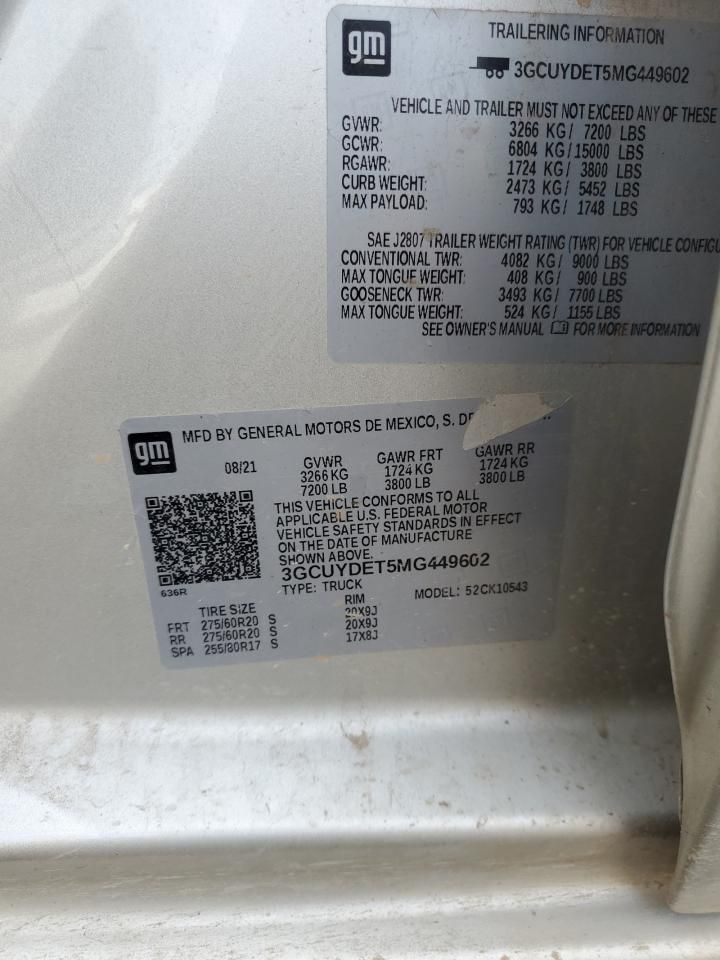 gm
TRAILERING INFORMATION
3GCUYDET5MG449602
VEHICLE AND TRAILER MUST NOT EXCEED ANY OF THESE
GVWR: 3266 KG/ 7200 LBS
GCWR: 6804 KG/15000 LBS
RGAWR: 1724 KG/ 3800 LBS
CURB WEIGHT: 2473 KG/ 5452 LBS
MAX PAYLOAD: 793 KG/ 1748 LBS
SAE J2807 TRAILER WEIGHT RATING (TWR) FOR VEHICLE
CONVENTIONAL TWR: 4082 KG/ 9000 LBS
MAX TONGUE WEIGHT: 408 KG/ 900 LBS
GOOSENECK TWR: 3493 KG/ 7700 LBS
MAX TONGUE WEIGHT: 524 KG/ 1155 LBS
SEE OWNER'S MANUAL FOR MORE INFORMATION
gm
MFD BY GENERAL MOTORS DE MEXICO, S.
08/21 GVWR GAWR FRT GAWR RR
3266 KG 1724 KG 1724 KG
7200 LB 3800 LB 3800 LB
THIS VEHICLE CONFORMS TO ALL
APPLICABLE U.S. FEDERAL MOTOR
VEHICLE SAFETY STANDARDS IN EFFECT
ON THE DATE OF MANUFACTURE
SHOWN ABOVE.
3GCUYDET5MG449602
636R
TYPE: TRUCK MODEL: 52CK10543
TIRE SIZE RIM
FRT 275/60R20 S 20X9J
RR 275/60R20 S 20X9J
SPA 255/80R17 S 17X8J